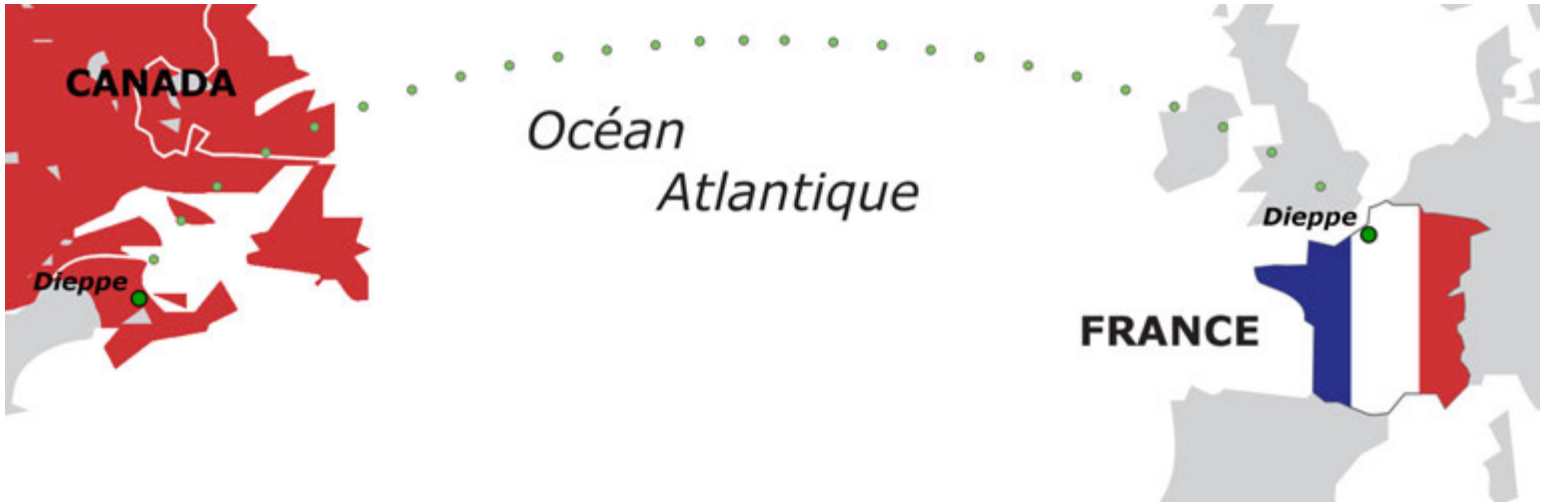 CANADA
Océan
Atlantique
Dieppe
Dieppe
FRANCE